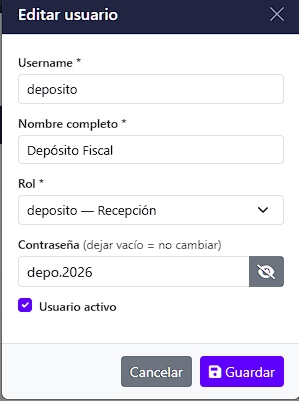 Editar usuario
Username *
deposito
Nombre completo *
Depósito Fiscal
Rol *
deposito — Recepción
Contraseña (dejar vacío = no cambiar)
depo.2026
Usuario activo
Cancelar
Guardar